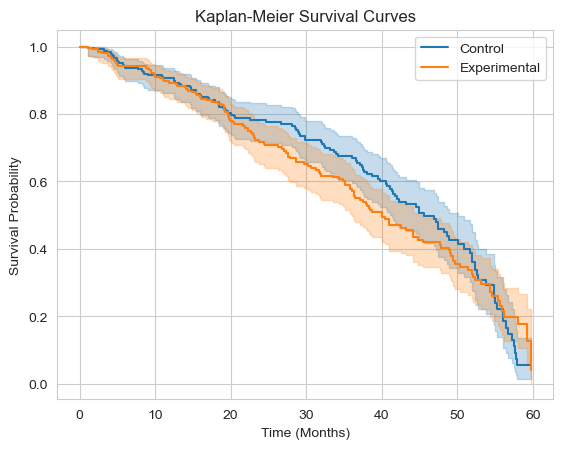 Kaplan-Meier Survival Curves
Control
Experimental
1.0
0.8
0.6
0.4
0.2
0.0
Survival Probability
0 10 20 30 40 50 60
Time (Months)